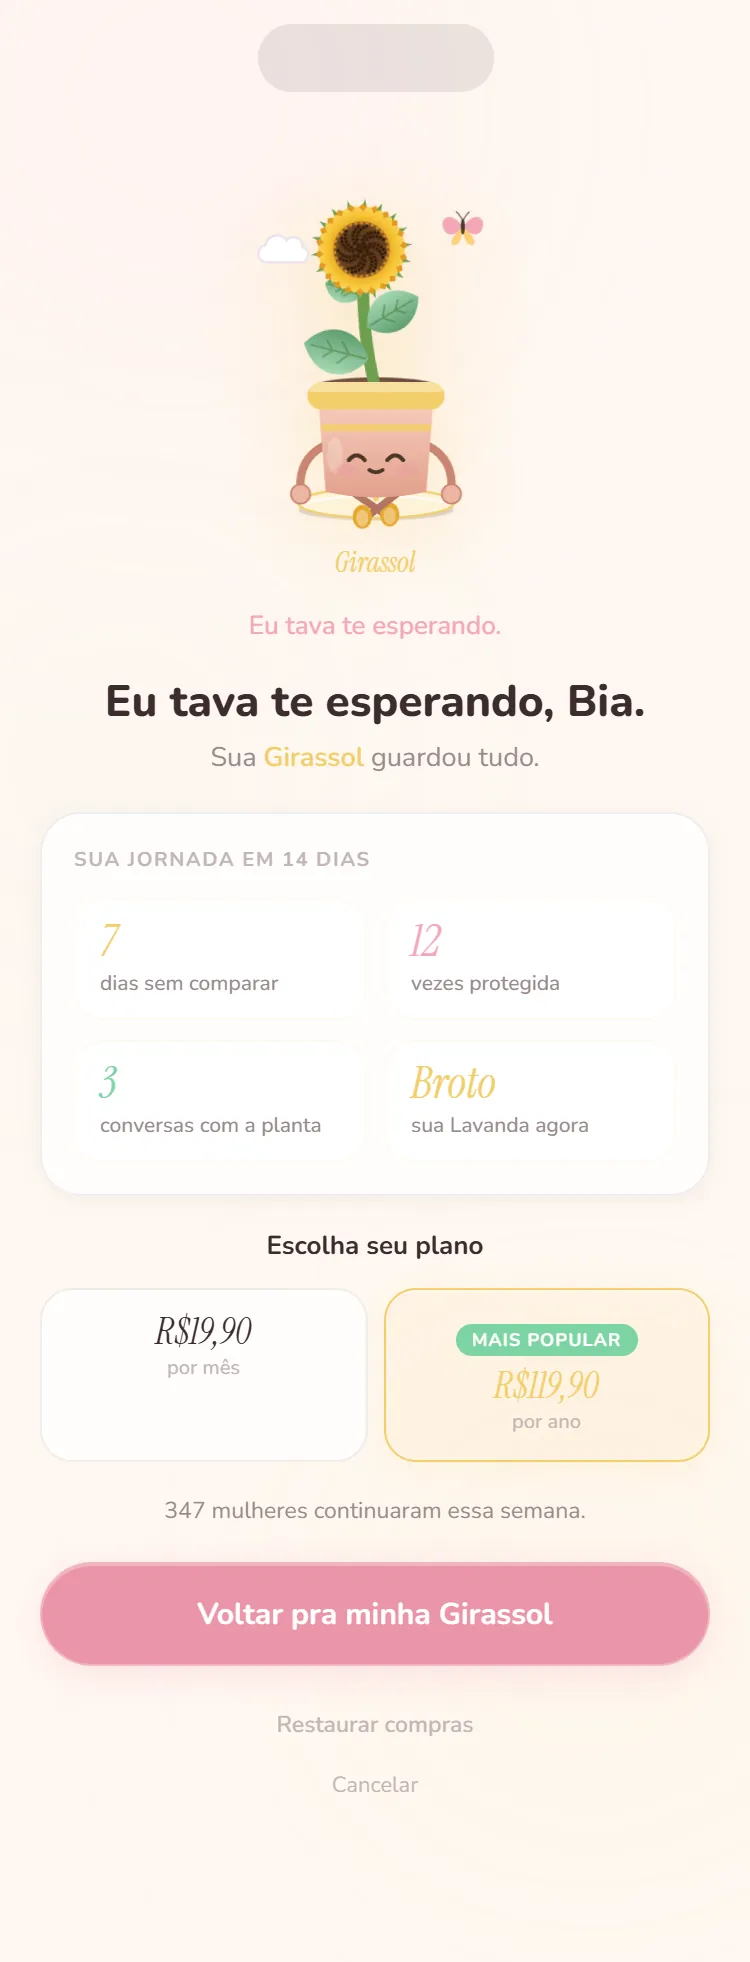 Girassol
Eu tava te esperando.
Eu tava te esperando, Bia.
Sua Girassol guardou tudo.
SUA JORNADA EM 14 DIAS
7
dias sem comparar
12
vezes protegida
3
conversas com a planta
Broto
sua Lavanda agora
Escolha seu plano
R$19,90
por mês
MAIS POPULAR
R$119,90
por ano
347 mulheres continuaram essa semana.
Voltar pra minha Girassol
Restaurar compras
Cancelar